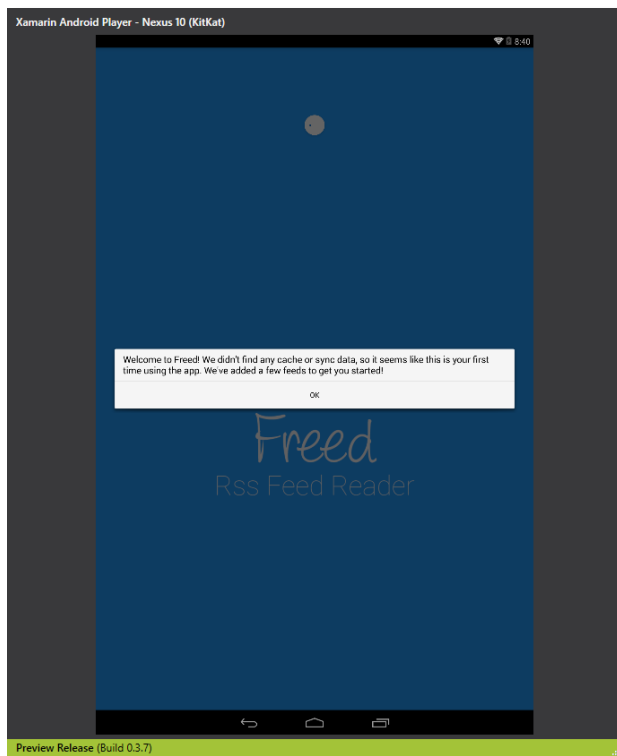 Xamarin Android Player - Nexus 10 (KitKat)
8:40
Welcome to Freed! We didn't find any cache or sync data, so it seems like this is your first
time using the app. We've added a few feeds to get you started!
OK
Freed
Rss Feed Reader
Preview Release (Build 0.3.7)